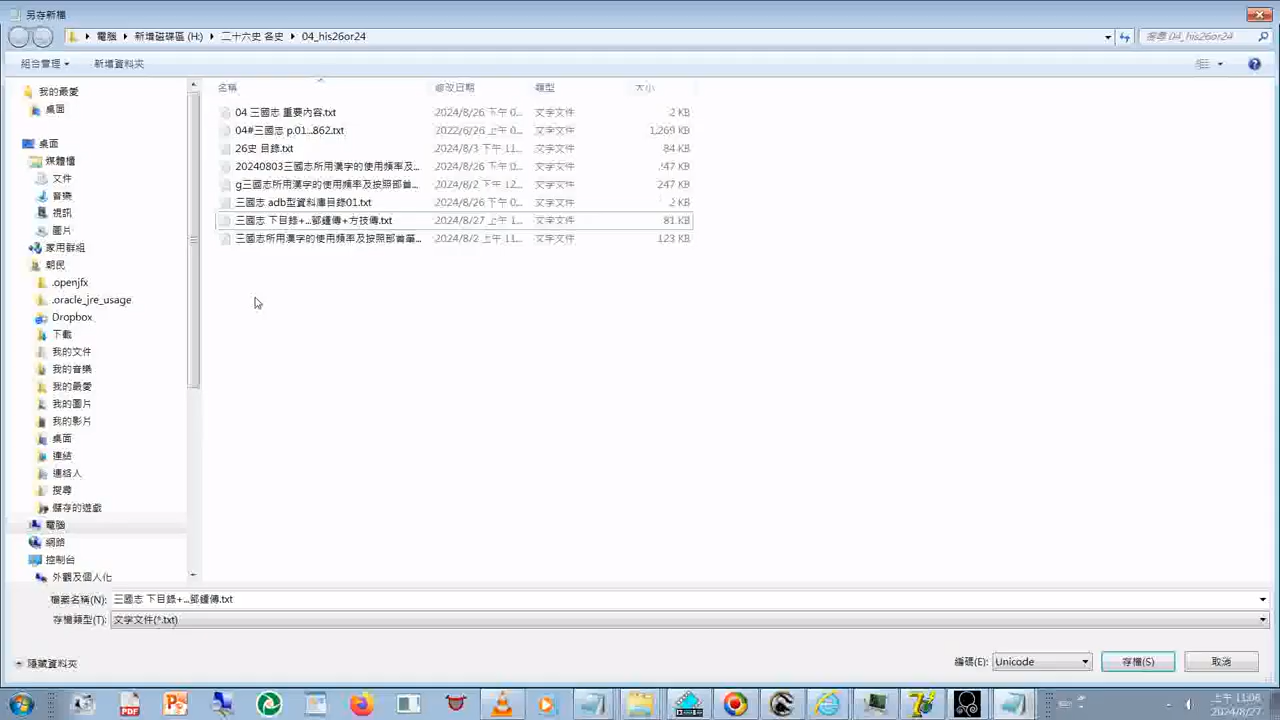 另存新檔
電腦 新增磁碟區 (H:) 二十六史 各史 04_his26or24
搜尋 04_his26or24
組合管理 新增資料夾
我的最愛
桌面
桌面
媒體櫃
文件
音樂
視訊
圖片
家用群組
朝民
.openjfx
.oracle_jre_usage
Dropbox
下載
我的文件
我的音樂
我的最愛
我的圖片
我的影片
桌面
連結
連絡人
搜尋
儲存的遊戲
電腦
網路
控制台
外觀及個人化
名稱 修改日期 類型 大小
04 三國志 重要內容.txt 2024/8/26 下午 0... 文字文件 2 KB
04#三國志 p.01...862.txt 2022/6/26 上午 0... 文字文件 1,269 KB
26史 目錄.txt 2024/8/3 下午 11... 文字文件 84 KB
20240803三國志所用漢字的使用頻率及... 2024/8/26 下午 0... 文字文件 247 KB
g三國志所用漢字的使用頻率及按照部首... 2024/8/2 下午 12... 文字文件 247 KB
三國志 adb型資料庫目錄01.txt 2024/8/26 下午 0... 文字文件 2 KB
三國志 下目錄+...鄧鍾傳+方技傳.txt 2024/8/27 上午 1... 文字文件 81 KB
三國志所用漢字的使用頻率及按照部首筆... 2024/8/2 上午 11... 文字文件 123 KB
檔案名稱(N): 三國志 下目錄+...鄧鍾傳.txt
存檔類型(T): 文字文件(*.txt)
隱藏資料夾
編碼(E): Unicode 存檔(S) 取消
PDF
上午 11:06
2024/8/27